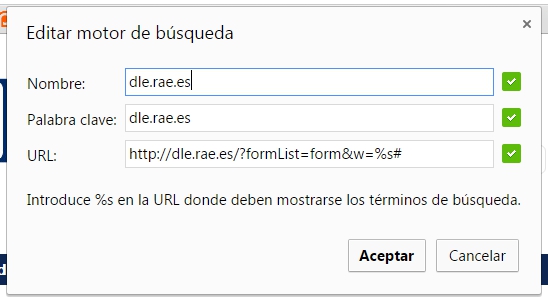 Editar motor de búsqueda
Nombre: dle.rae.es
Palabra clave: dle.rae.es
URL: http://dle.rae.es/?formList=form&w=%s#
Introduce %s en la URL donde deben mostrarse los términos de búsqueda.
Aceptar Cancelar